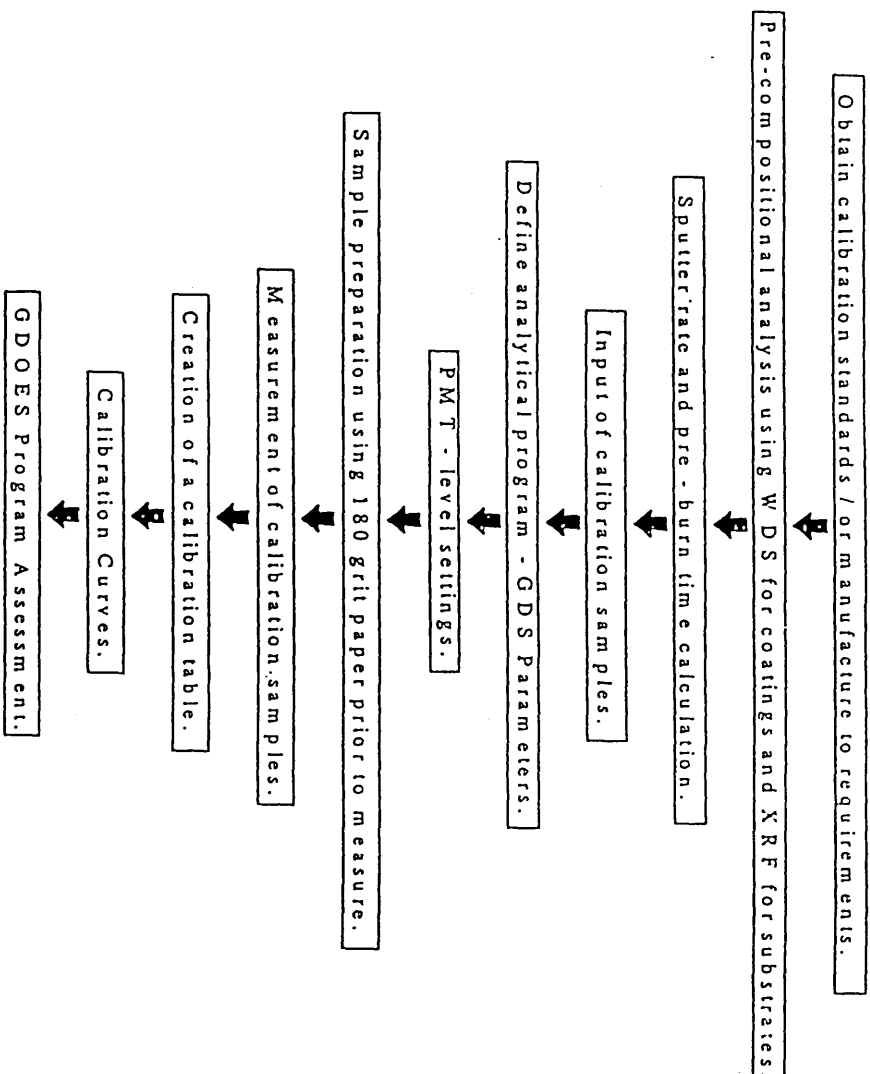 Obtain calibration standards / or manufacture to requirements.
Pre-compositional analysis using WDS for coatings and XRF for substrates.
Sputter rate and pre - burn time calculation.
Input of calibration samples.
Define analytical program - GDS Parameters.
PMT - level settings.
Sample preparation using 180 grit paper prior to measure.
Measurement of calibration samples.
Creation of a calibration table.
Calibration Curves.
GDOES Program Assessment.